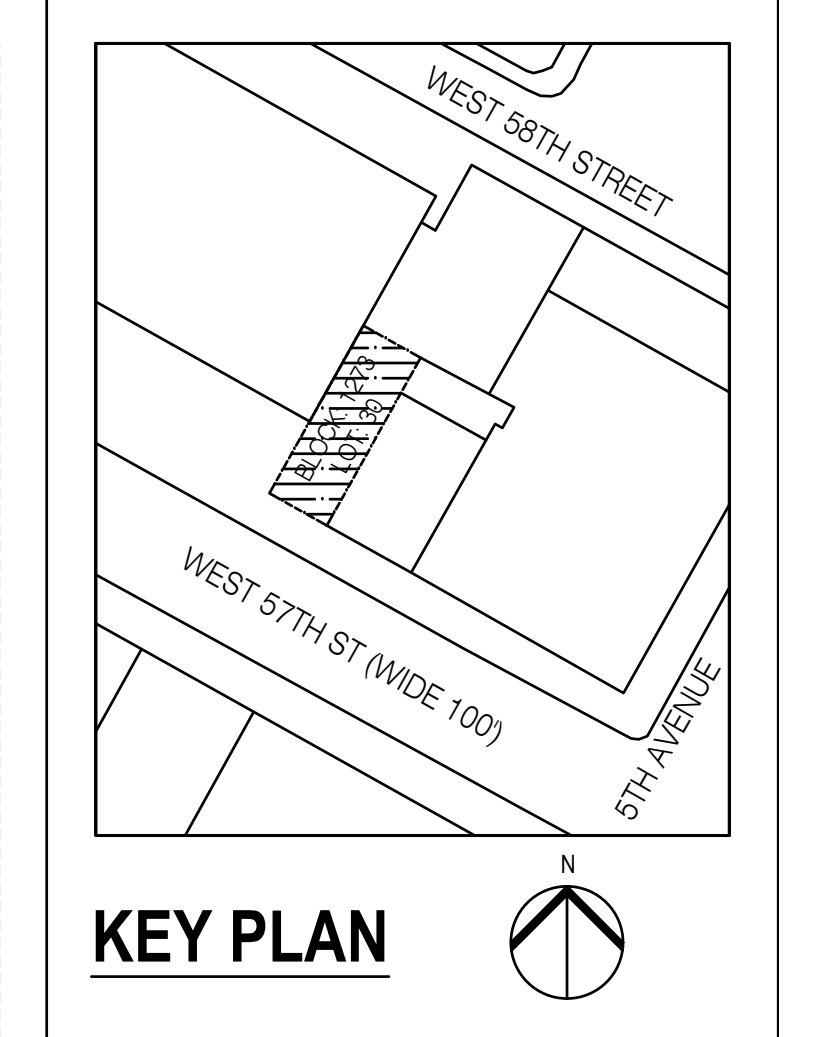 WEST 58TH STREET
BLOCK: 1273
LOT: 30
WEST 57TH ST (WIDE 100')
5TH AVENUE
N
KEY PLAN